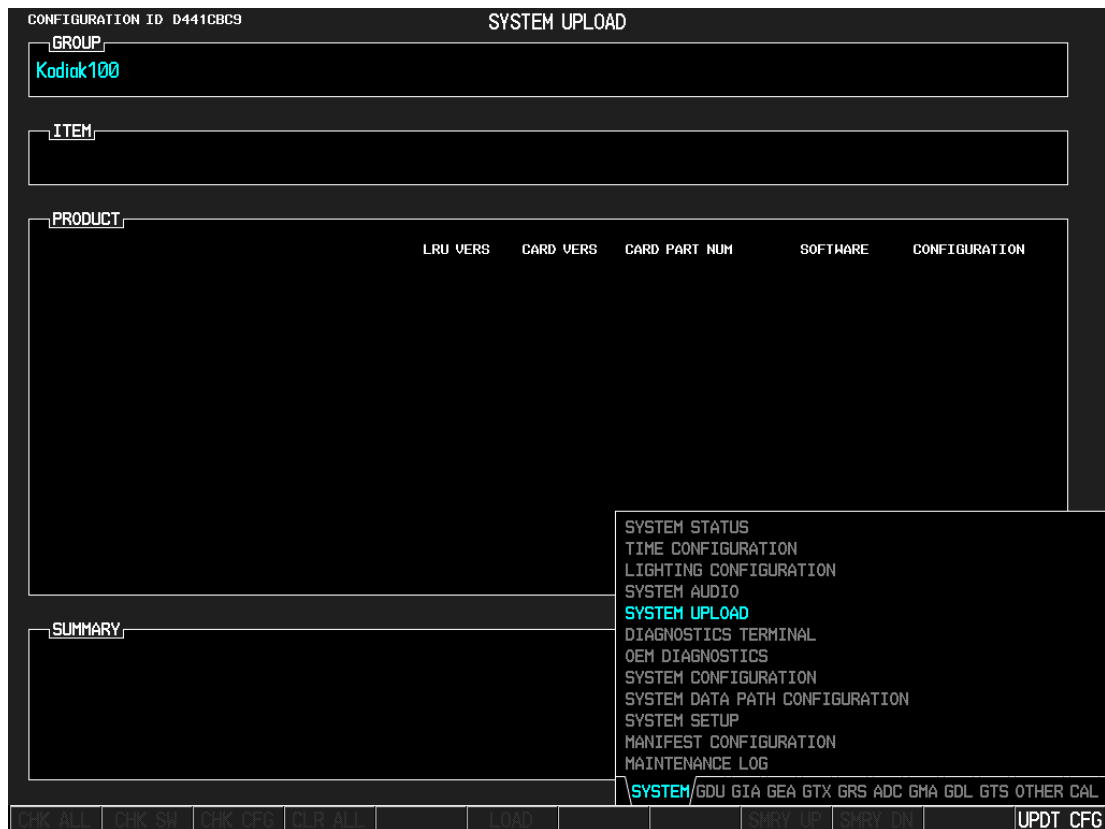 CONFIGURATION ID D441CBC9 SYSTEM UPLOAD
GROUP
Kodiak100
ITEM
PRODUCT
LRU VERS CARD VERS CARD PART NUM SOFTWARE CONFIGURATION
SYSTEM STATUS
TIME CONFIGURATION
LIGHTING CONFIGURATION
SYSTEM AUDIO
SYSTEM UPLOAD
DIAGNOSTICS TERMINAL
OEM DIAGNOSTICS
SYSTEM CONFIGURATION
SYSTEM DATA PATH CONFIGURATION
SYSTEM SETUP
MANIFEST CONFIGURATION
MAINTENANCE LOG
SUMMARY
SYSTEM GDU GIA GEA GTX GRS ADC GMA GDL GTS OTHER CAL
CHK ALL CHK SW CHK CFG CLR ALL LOAD SMRY UP SMRY DN UPDT CFG